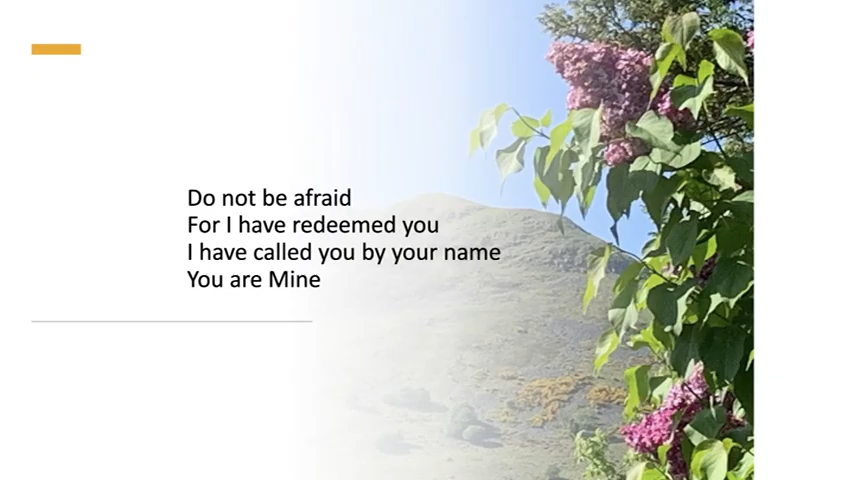 Do not be afraid
For I have redeemed you
I have called you by your name
You are Mine